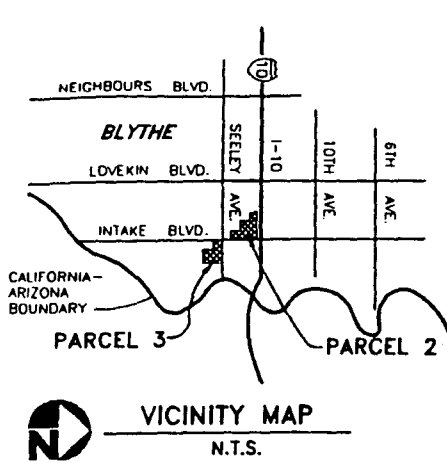 10
NEIGHBOURS BLVD.
BLYTHE
SEELEY AVE.
I-10
10TH AVE.
6TH AVE.
LOVEKIN BLVD.
INTAKE BLVD.
CALIFORNIA-
ARIZONA
BOUNDARY
PARCEL 3
PARCEL 2
N
VICINITY MAP
N.T.S.